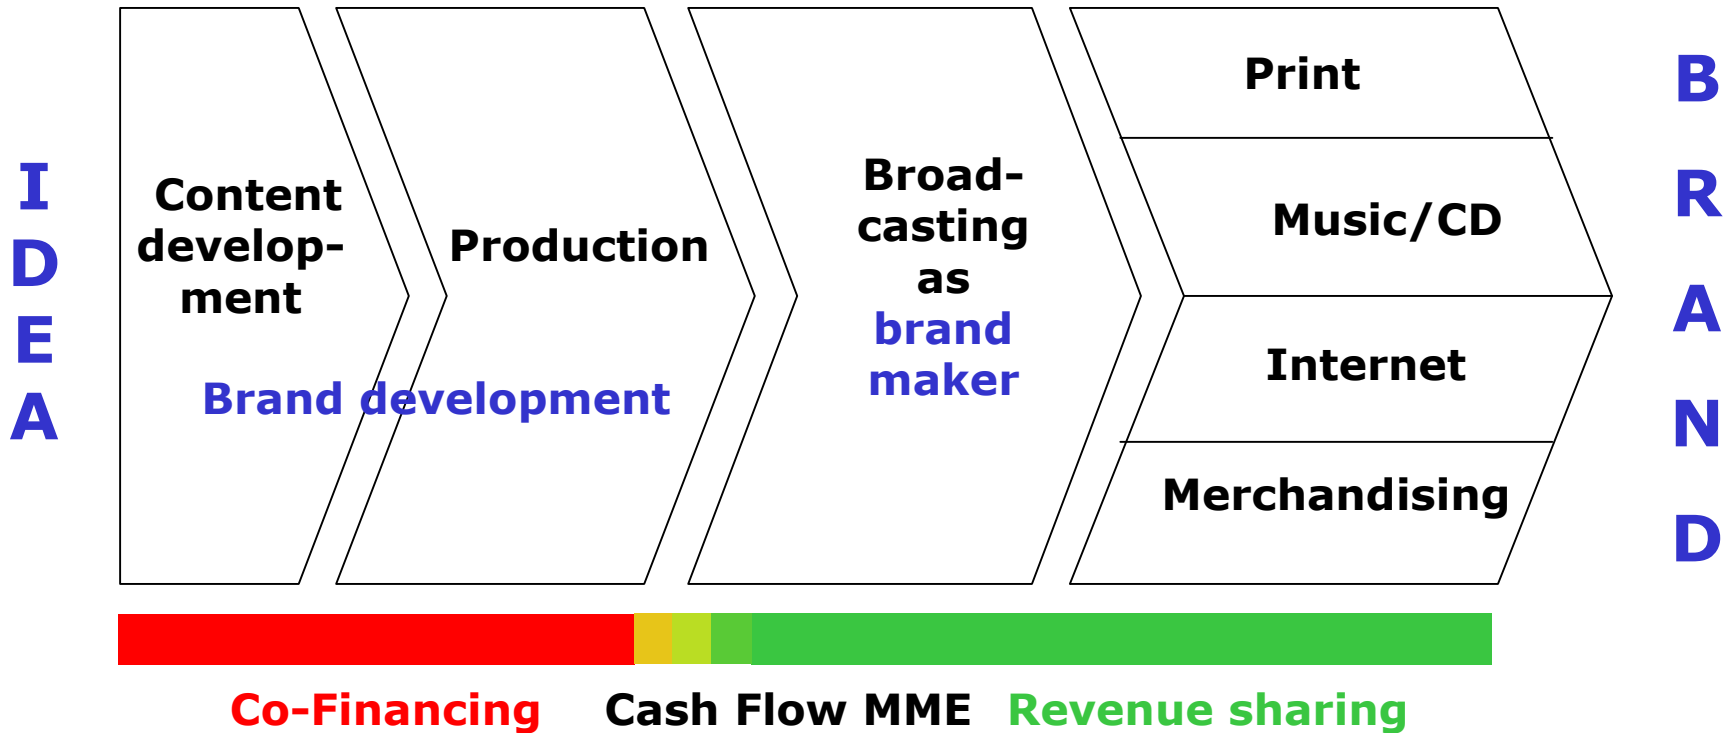 I
D
E
A
Content
develop-
ment
Production
Brand development
Broad-
casting
as
brand
maker
Print
Music/CD
Internet
Merchandising
B
R
A
N
D
Co-Financing
Cash Flow MME
Revenue sharing